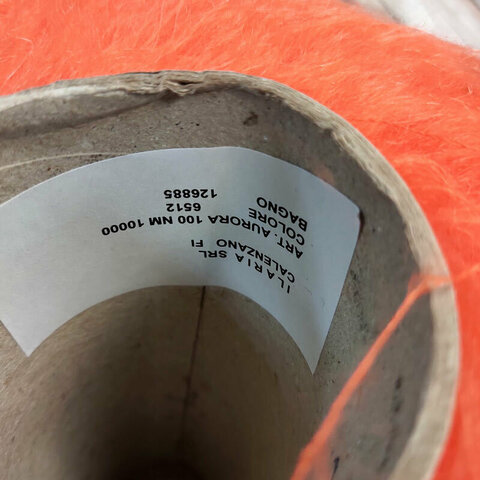 ILARIA SRL
CALENZANO FI
ART. AURORA 100 NM 10000
COLORE 6512
BAGNO 126885